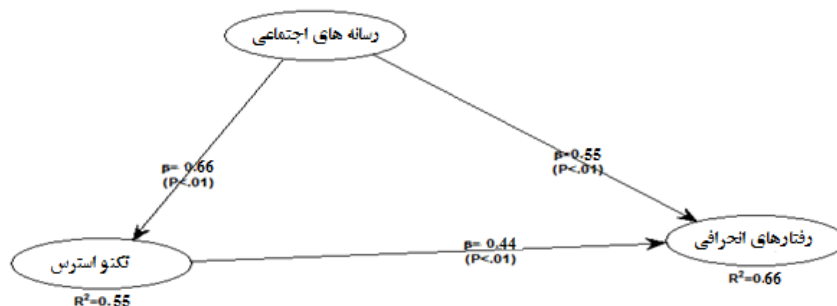 رسانه های اجتماعی
β= 0.66
(P<.01)
β=0.55
(P<.01)
β= 0.44
(P<.01)
رفتارهای انحرافی
R²=0.66
تکنو استرس
R²=0.55